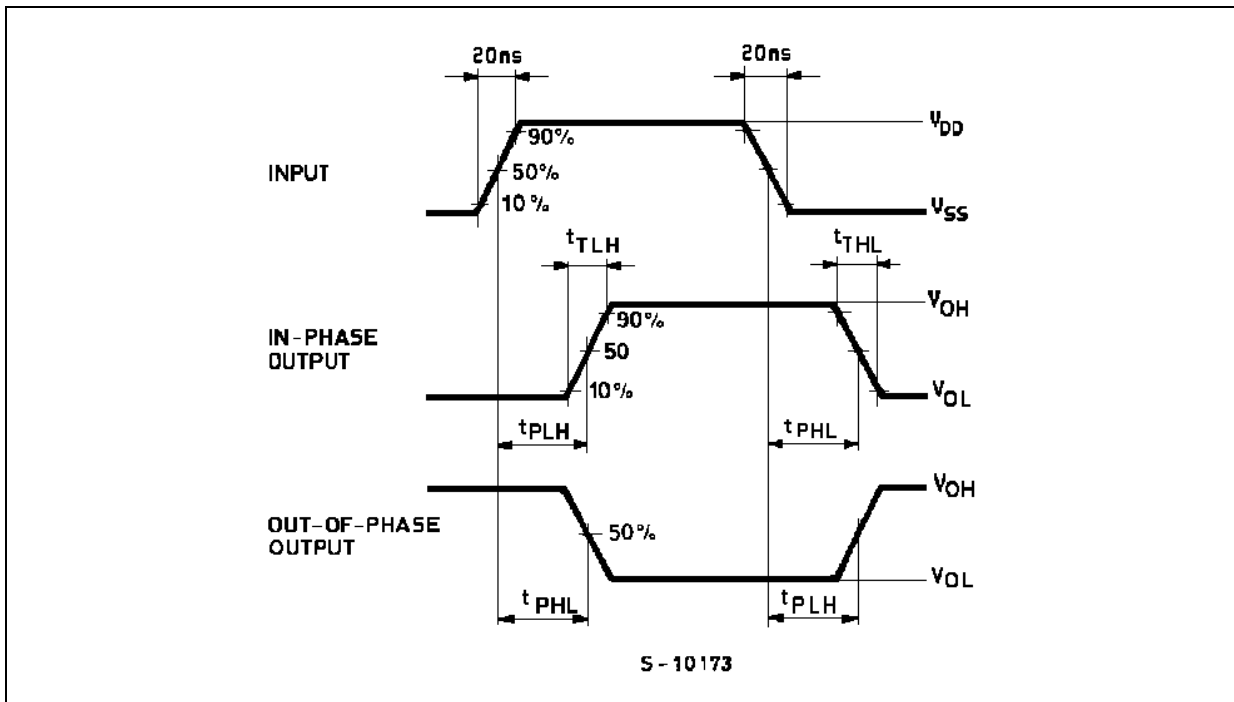 20ns 20ns
V_DD
90%
INPUT 50%
10%
V_SS
t_TLH t_THL
V_OH
90%
IN-PHASE
OUTPUT 50
10%
V_OL
t_PLH t_PHL
V_OH
OUT-OF-PHASE
OUTPUT 50%
V_OL
t_PHL t_PLH
S-10173